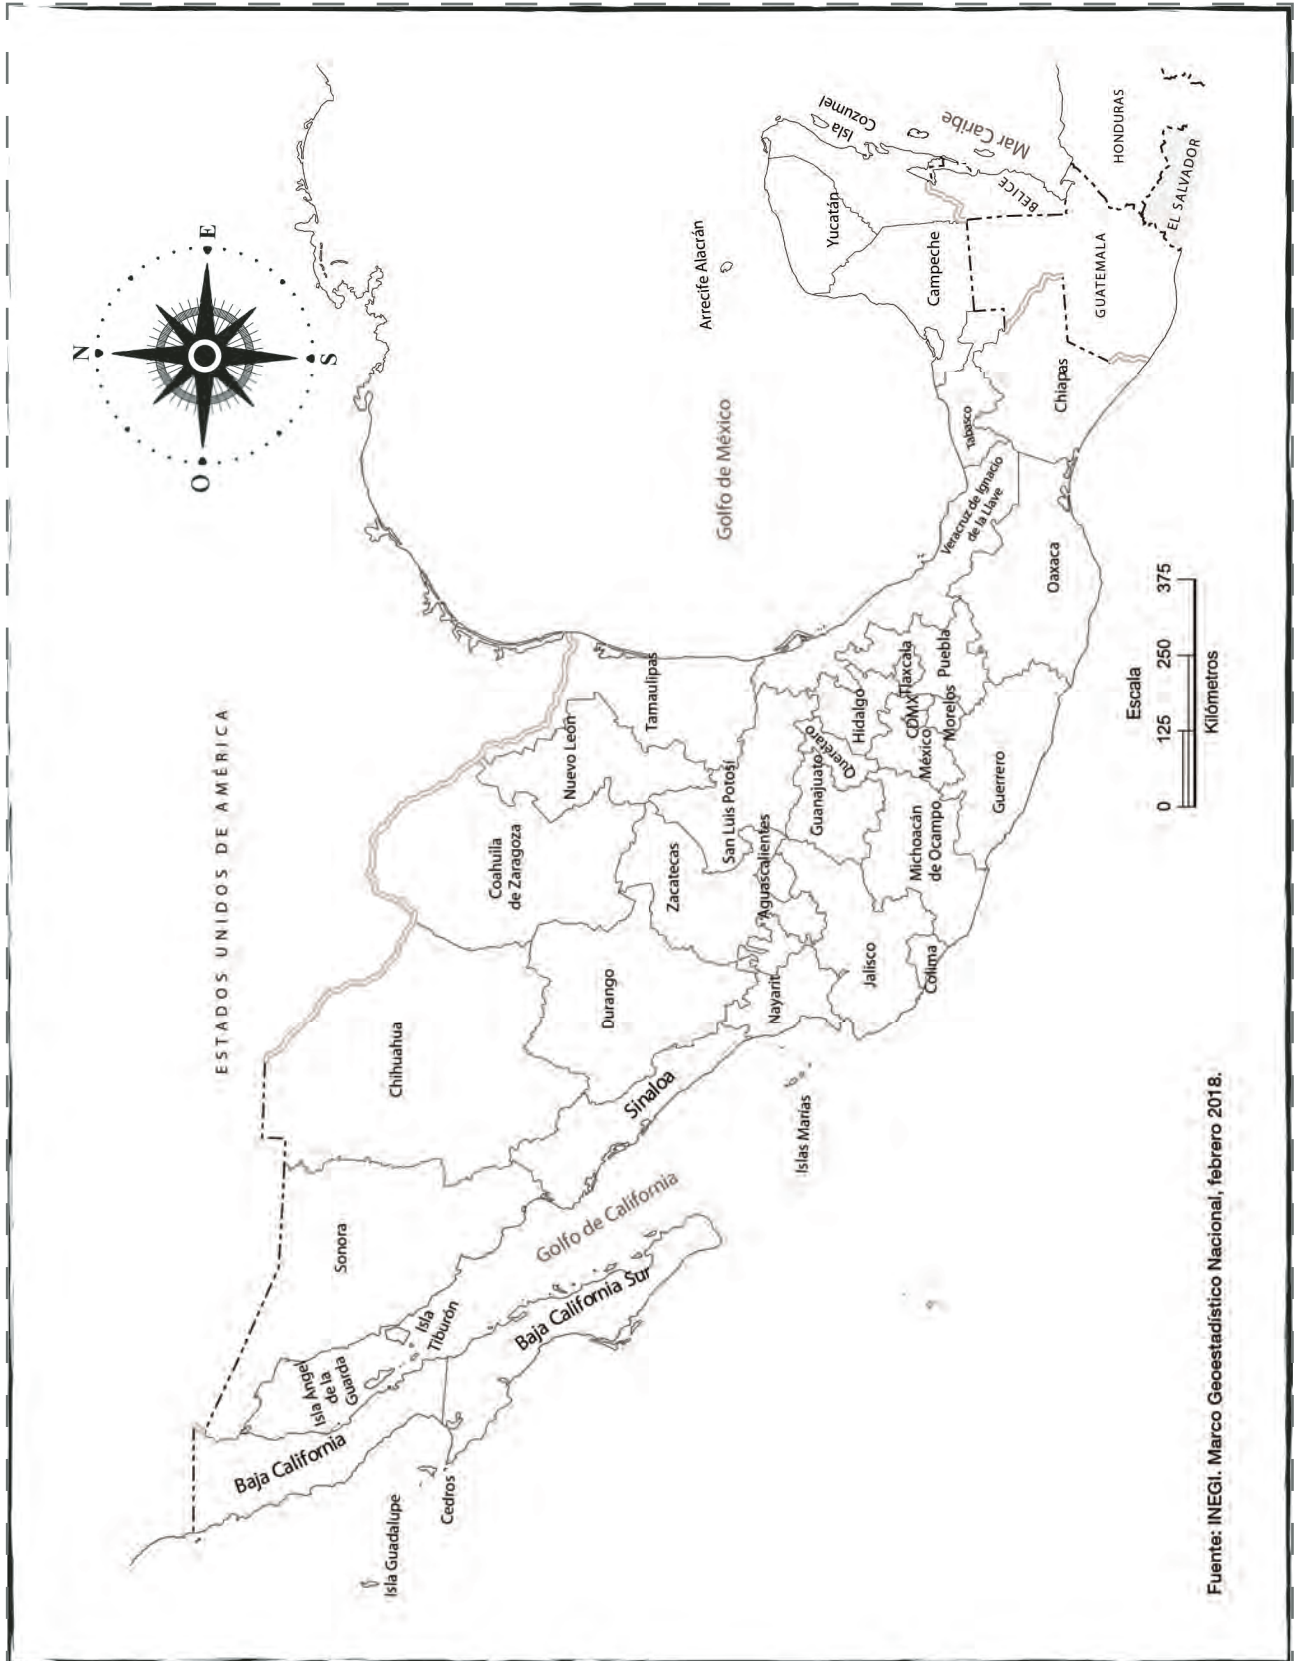 N
O
E
S
ESTADOS UNIDOS DE AMÉRICA
Baja California
Isla Ángel
de la
Guarda
Sonora
Chihuahua
Isla Guadalupe
Cedros
Isla
Tiburón
Baja California Sur
Golfo de California
Coahuila
de Zaragoza
Nuevo León
Tamaulipas
Sinaloa
Durango
Zacatecas
San Luis Potosí
Golfo de México
Arrecife Alacrán
Islas Marías
Nayarit
Aguascalientes
Guanajuato
Querétaro
Hidalgo
Jalisco
Colima
Michoacán
de Ocampo
México
CDMX
Tlaxcala
Morelos
Puebla
Guerrero
Veracruz de Ignacio
de la Llave
Oaxaca
Tabasco
Chiapas
Campeche
Yucatán
Isla
Cozumel
Mar Caribe
BELICE
GUATEMALA
HONDURAS
EL SALVADOR
Escala
0 125 250 375
Kilómetros
Fuente: INEGI. Marco Geoestadístico Nacional, febrero 2018.